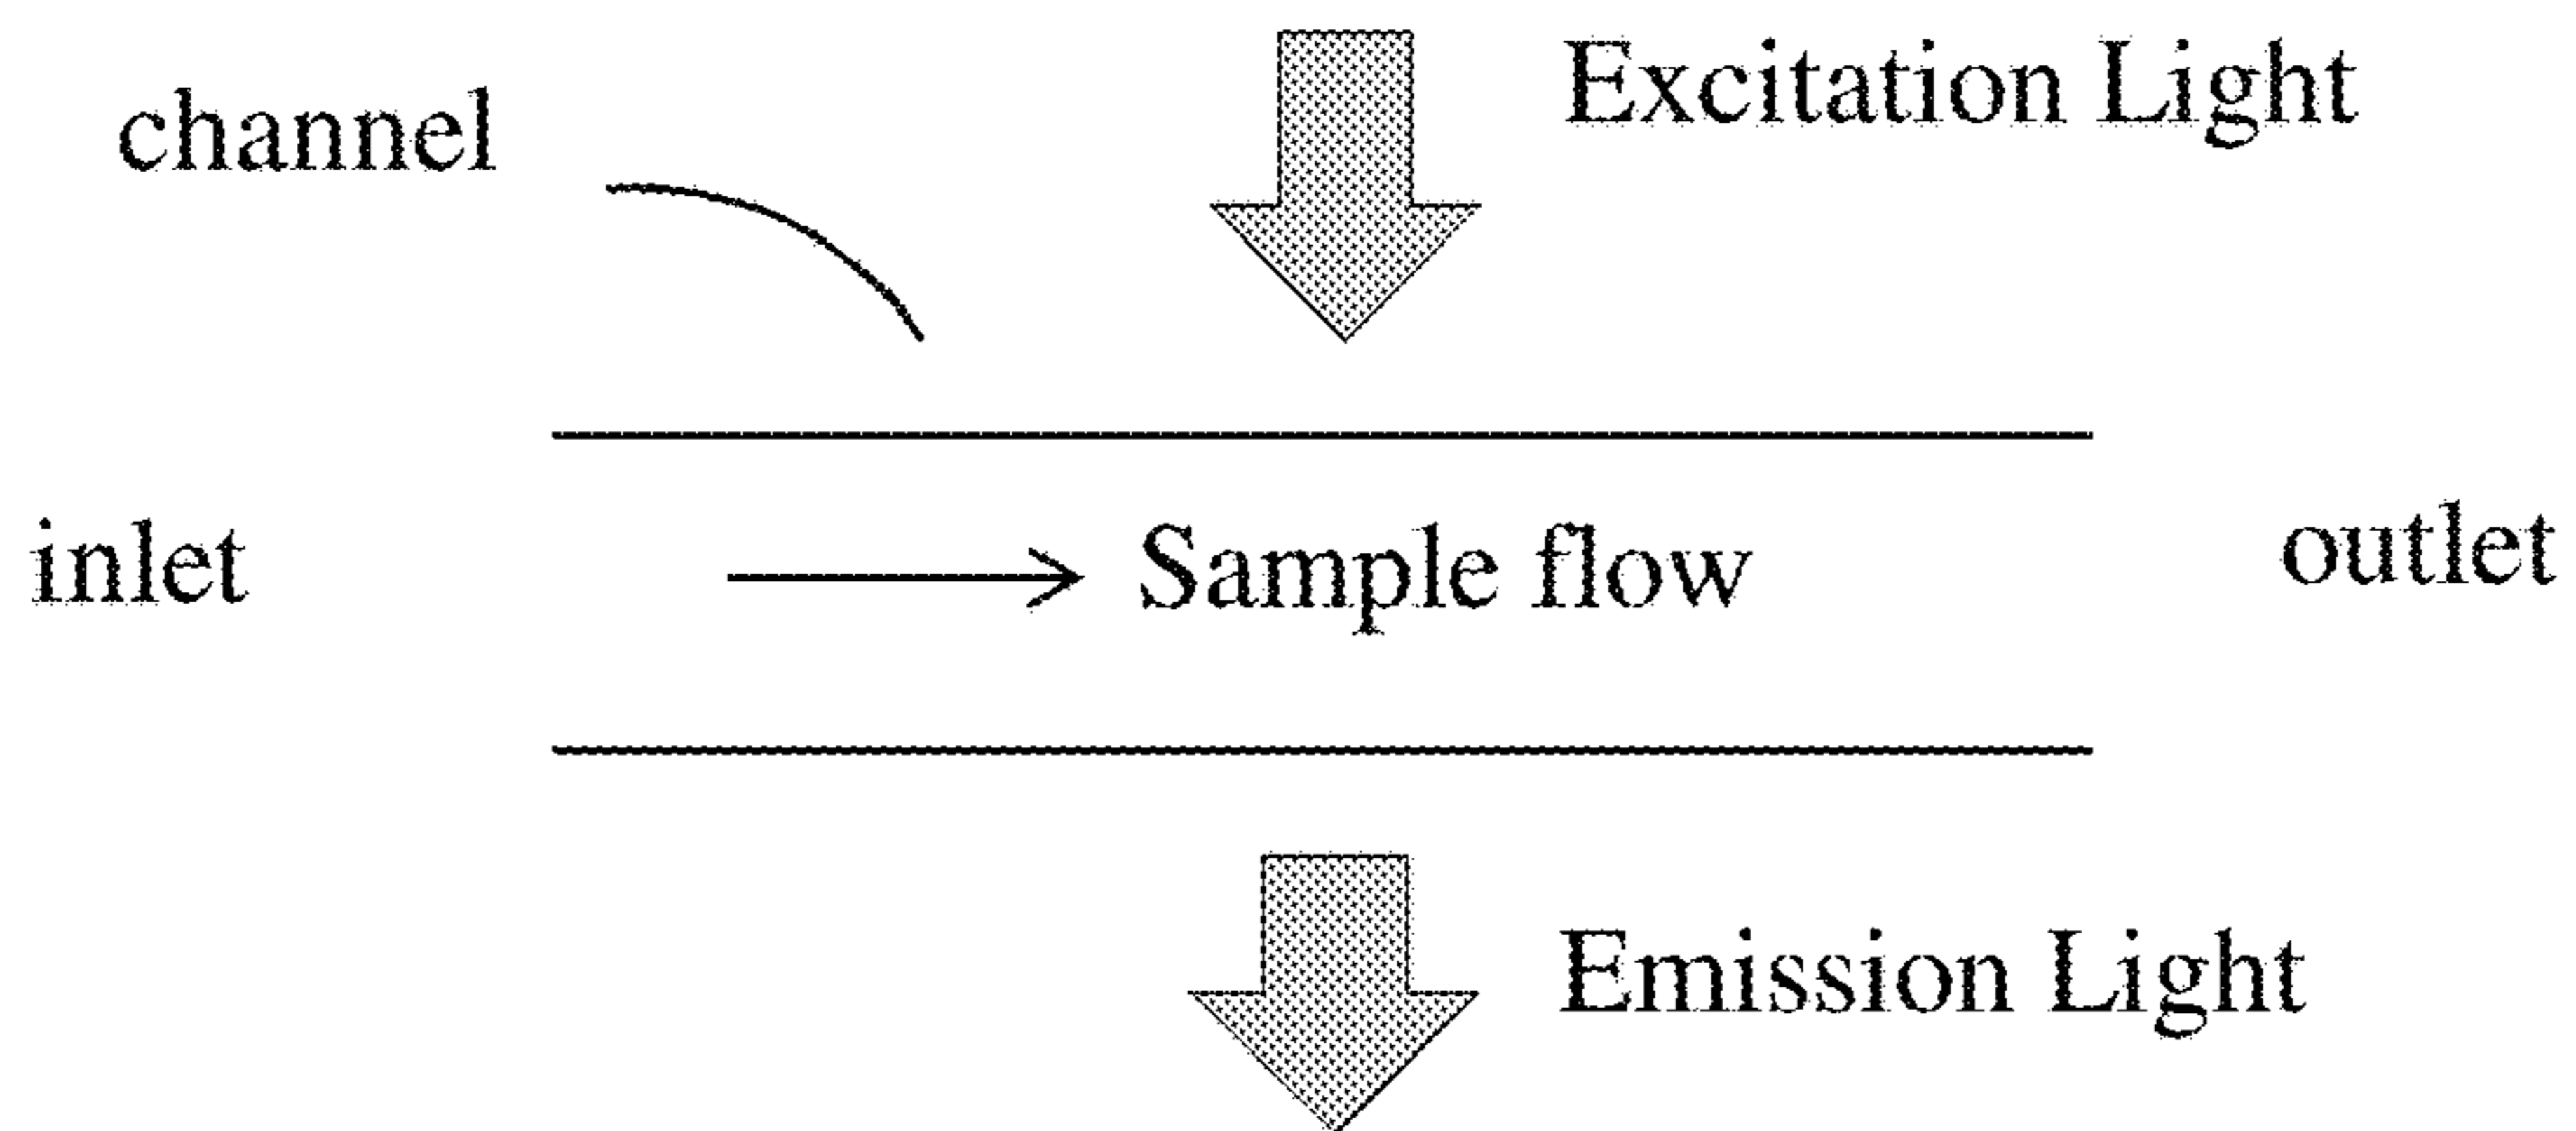 channel
Excitation Light
inlet
Sample flow
outlet
Emission Light